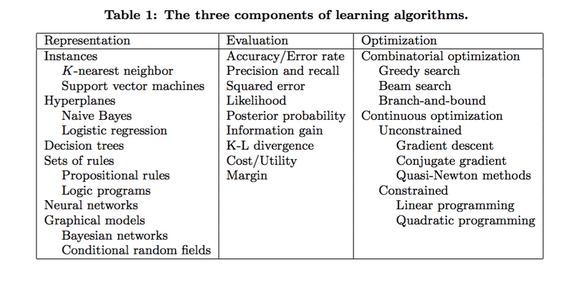 Table 1: The three components of learning algorithms.
Representation Evaluation Optimization
Instances Accuracy/Error rate Combinatorial optimization
K-nearest neighbor Precision and recall Greedy search
Support vector machines Squared error Beam search
Hyperplanes Likelihood Branch-and-bound
Naive Bayes Posterior probability Continuous optimization
Logistic regression Information gain Unconstrained
Decision trees K-L divergence Gradient descent
Sets of rules Cost/Utility Conjugate gradient
Propositional rules Margin Quasi-Newton methods
Logic programs Constrained
Neural networks Linear programming
Graphical models Quadratic programming
Bayesian networks
Conditional random fields